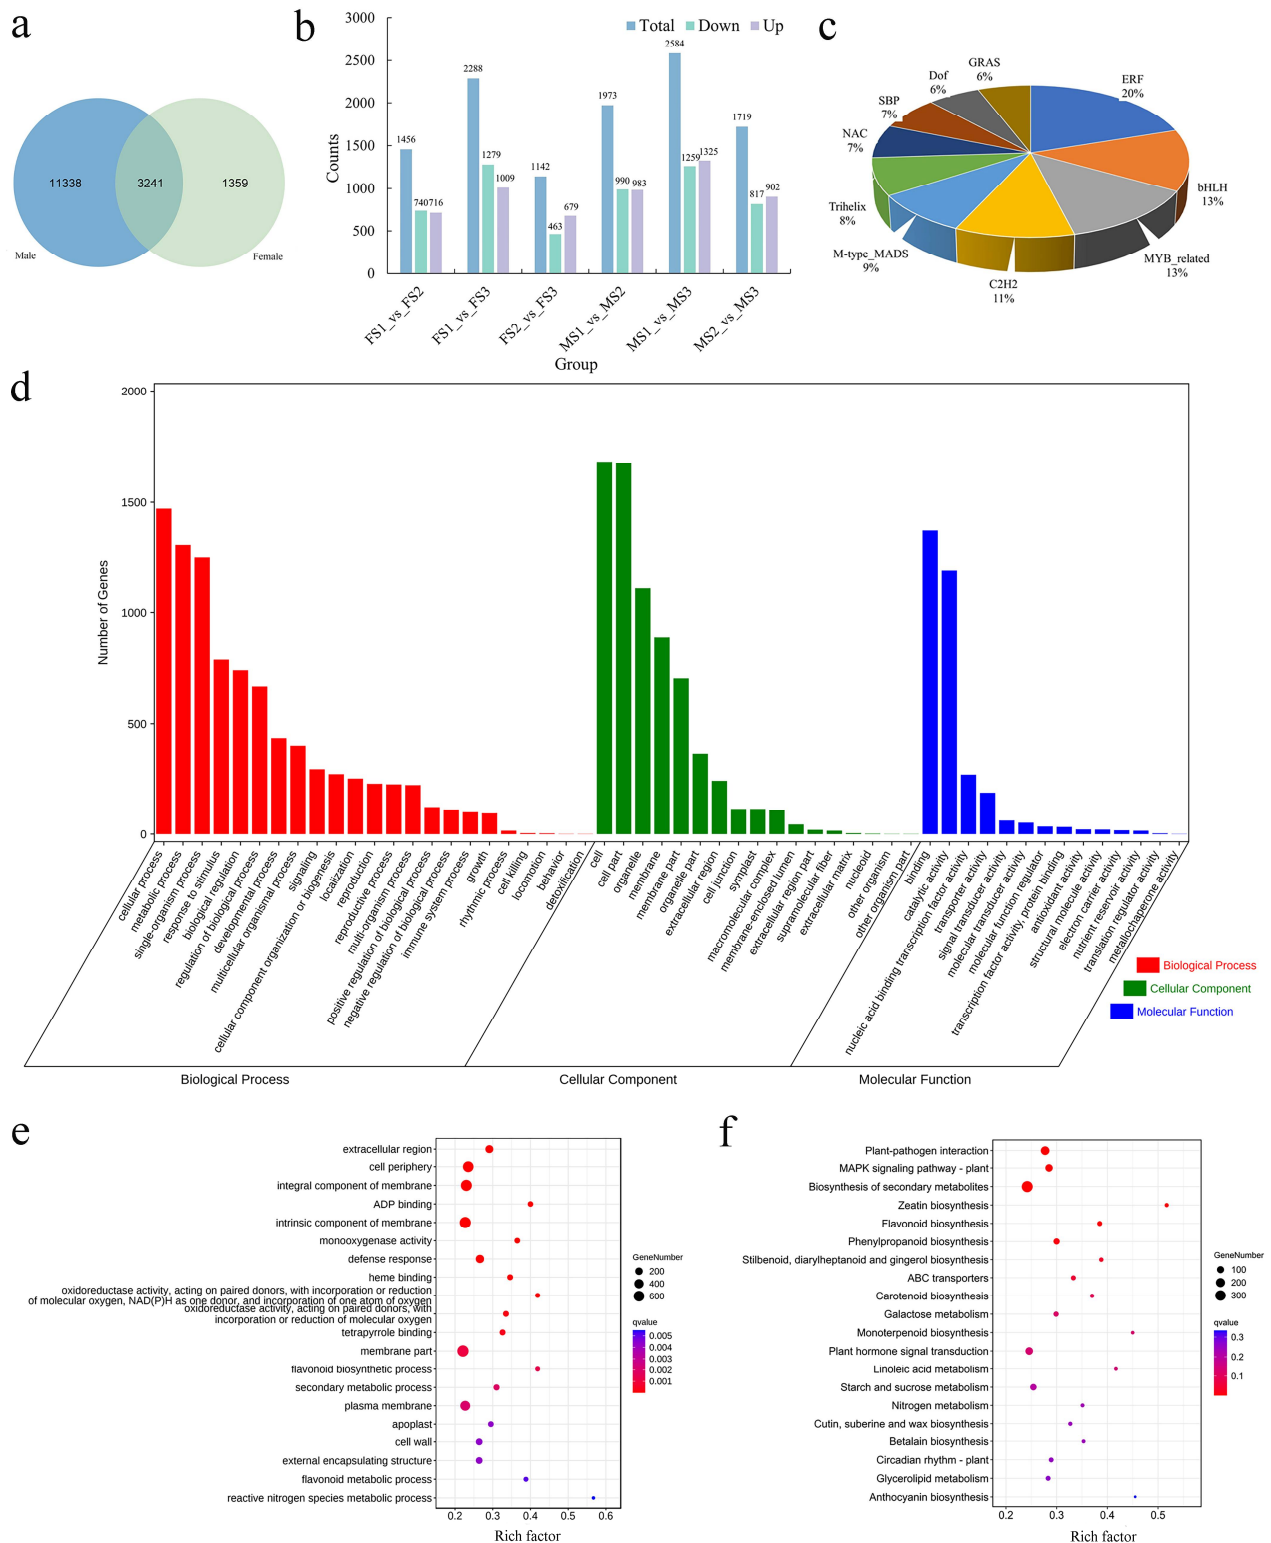 a
11338
3241
1359
Male
Female
b
Total Down Up
3000
2500
2000
1500
1000
500
0
Counts
1456
740
716
2288
1279
1009
1142
463
679
1973
990
983
2584
1259
1325
1719
817
902
FS1_vs_FS2
FS1_vs_FS3
FS2_vs_FS3
MS1_vs_MS2
MS1_vs_MS3
MS2_vs_MS3
Group
c
ERF
20%
bHLH
13%
MYB_related
13%
C2H2
11%
M-type_MADS
9%
Trihelix
8%
NAC
7%
SBP
7%
Dof
6%
GRAS
6%
d
2000
1500
1000
500
0
Number of Genes
cellular process
metabolic process
single-organism process
response to stimulus
biological regulation
regulation of biological process
developmental process
multicellular organismal process
signaling
cellular component organization or biogenesis
localization
reproduction
reproductive process
multi-organism process
positive regulation of biological process
negative regulation of biological process
immune system process
growth
rhythmic process
cell killing
locomotion
behavior
detoxification
cell
cell part
organelle
membrane
membrane part
organelle part
extracellular region
cell junction
symplast
macromolecular complex
membrane-enclosed lumen
extracellular region part
supramolecular fiber
extracellular matrix
nucleoid
other organism
other organism part
binding
catalytic activity
nucleic acid binding transcription factor activity
transporter activity
signal transducer activity
molecular transducer activity
molecular function regulator
transcription factor activity, protein binding
antioxidant activity
structural molecule activity
electron carrier activity
nutrient reservoir activity
translation regulator activity
metallochaperone activity
Biological Process
Cellular Component
Molecular Function
Biological Process
Cellular Component
Molecular Function
e
extracellular region
cell periphery
integral component of membrane
ADP binding
intrinsic component of membrane
monooxygenase activity
defense response
heme binding
oxidoreductase activity, acting on paired donors, with incorporation or reduction
of molecular oxygen, NAD(P)H as one donor, and incorporation of one atom of oxygen
oxidoreductase activity, acting on paired donors, with
incorporation or reduction of molecular oxygen
tetrapyrrole binding
membrane part
flavonoid biosynthetic process
secondary metabolic process
plasma membrane
apoplast
cell wall
external encapsulating structure
flavonoid metabolic process
reactive nitrogen species metabolic process
0.2 0.3 0.4 0.5 0.6
Rich factor
GeneNumber
200
400
600
qvalue
0.005
0.004
0.003
0.002
0.001
f
Plant-pathogen interaction
MAPK signaling pathway - plant
Biosynthesis of secondary metabolites
Zeatin biosynthesis
Flavonoid biosynthesis
Phenylpropanoid biosynthesis
Stilbenoid, diarylheptanoid and gingerol biosynthesis
ABC transporters
Carotenoid biosynthesis
Galactose metabolism
Monoterpenoid biosynthesis
Plant hormone signal transduction
Linoleic acid metabolism
Starch and sucrose metabolism
Nitrogen metabolism
Cutin, suberine and wax biosynthesis
Betalain biosynthesis
Circadian rhythm - plant
Glycerolipid metabolism
Anthocyanin biosynthesis
0.2 0.3 0.4 0.5
Rich factor
GeneNumber
100
200
300
qvalue
0.3
0.2
0.1